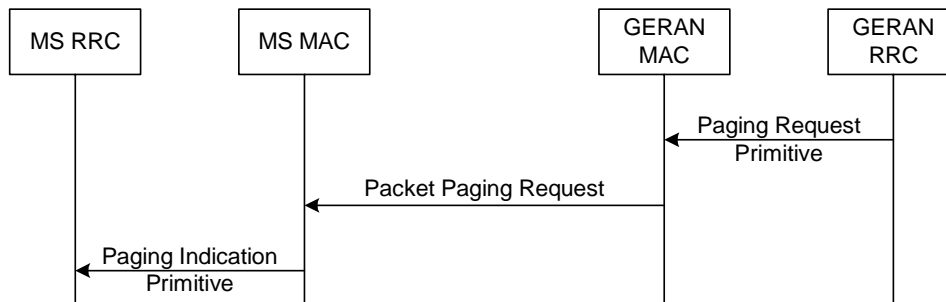 MS RRC
MS MAC
GERAN
MAC
GERAN
RRC
Paging Request
Primitive
Packet Paging Request
Paging Indication
Primitive